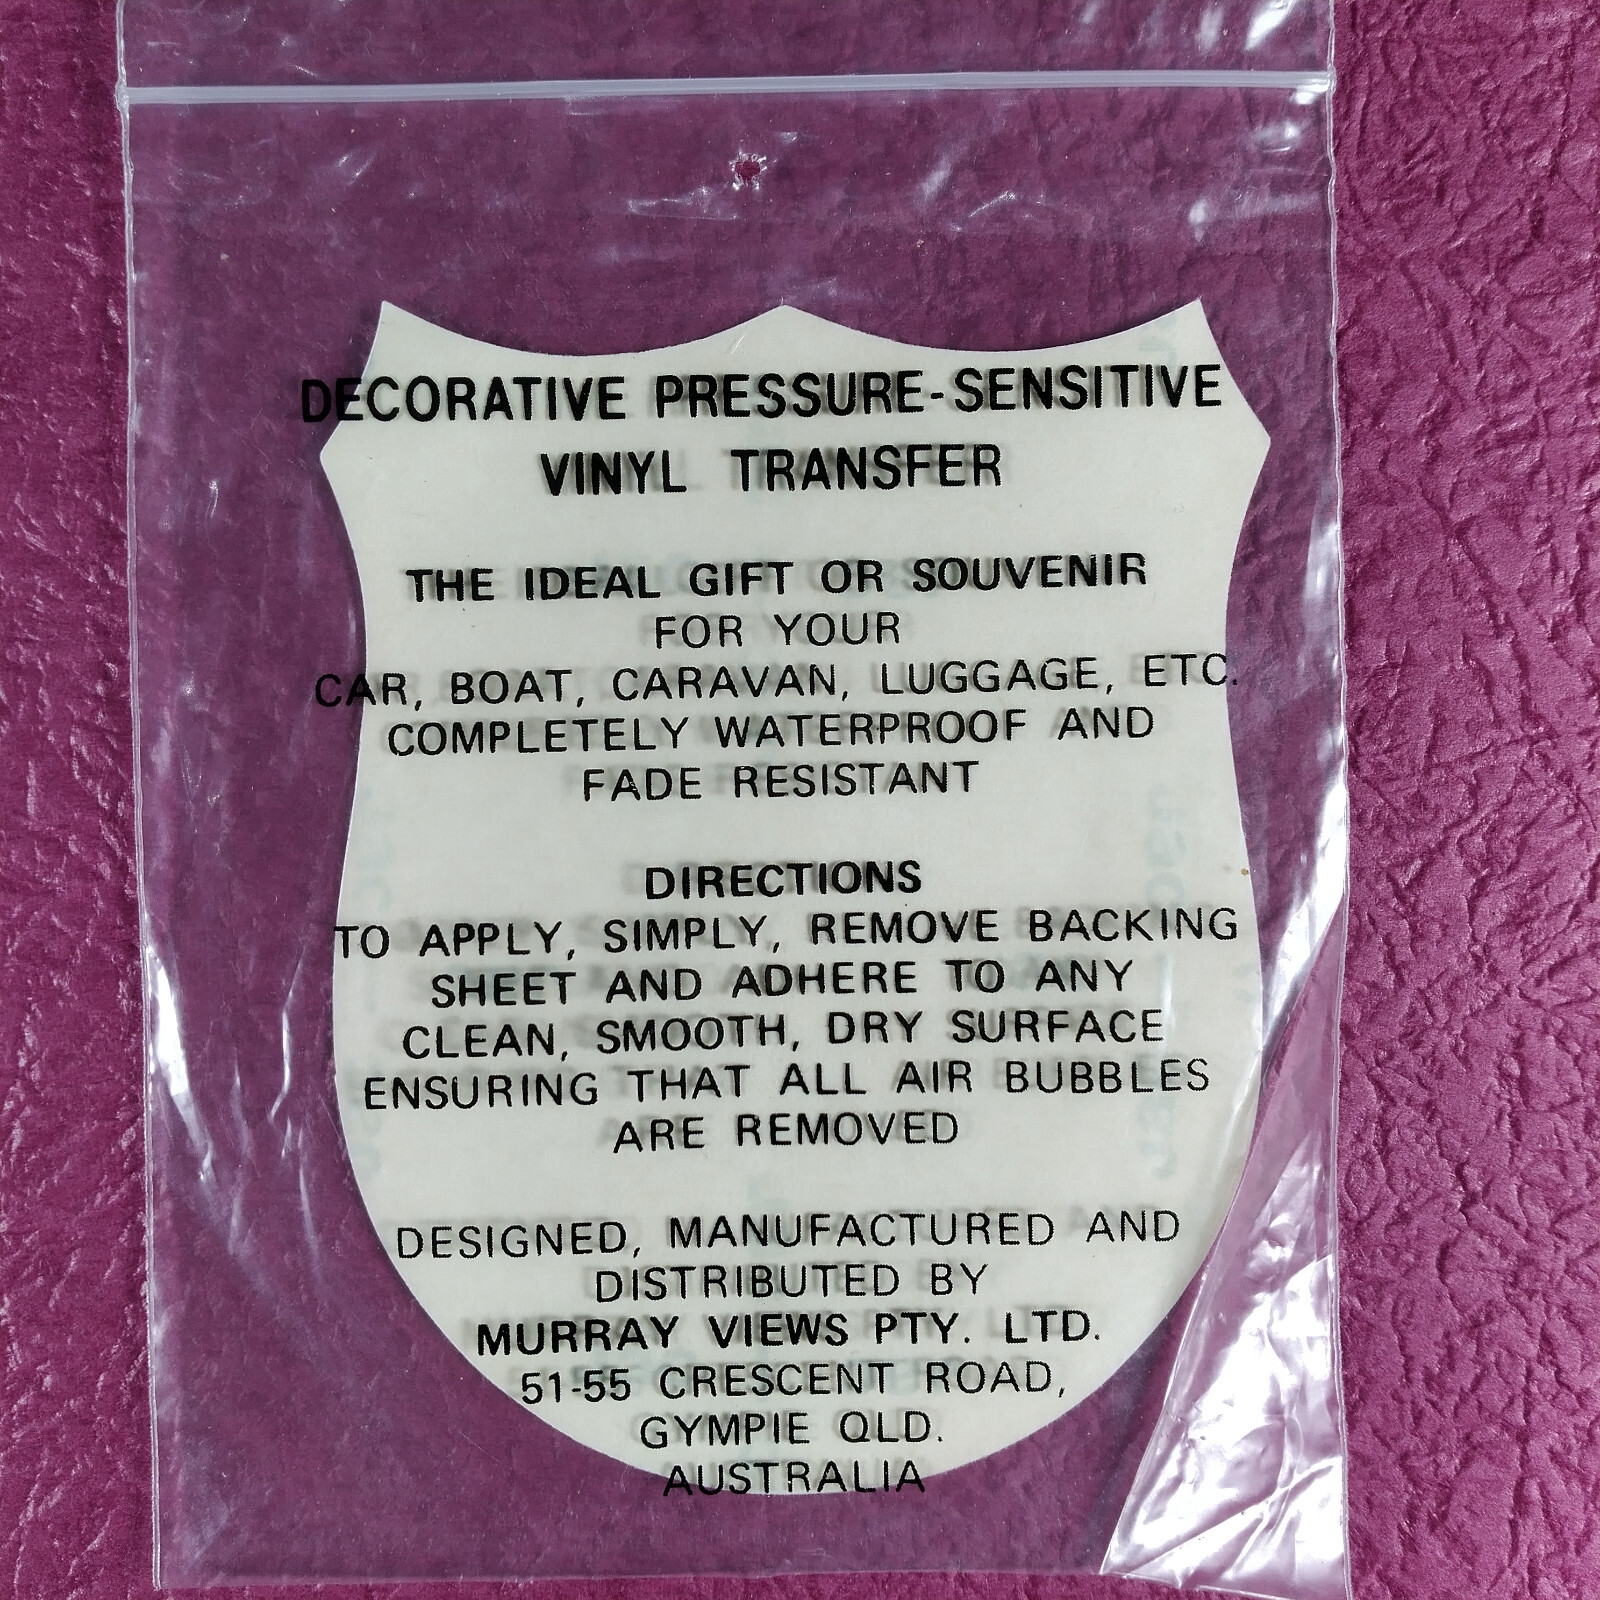 DECORATIVE PRESSURE-SENSITIVE
VINYL TRANSFER
THE IDEAL GIFT OR SOUVENIR
FOR YOUR
CAR, BOAT, CARAVAN, LUGGAGE, ETC.
COMPLETELY WATERPROOF AND
FADE RESISTANT
DIRECTIONS
TO APPLY, SIMPLY, REMOVE BACKING
SHEET AND ADHERE TO ANY
CLEAN, SMOOTH, DRY SURFACE
ENSURING THAT ALL AIR BUBBLES
ARE REMOVED
DESIGNED, MANUFACTURED AND
DISTRIBUTED BY
MURRAY VIEWS PTY. LTD.
51-55 CRESCENT ROAD,
GYMPIE QLD.
AUSTRALIA